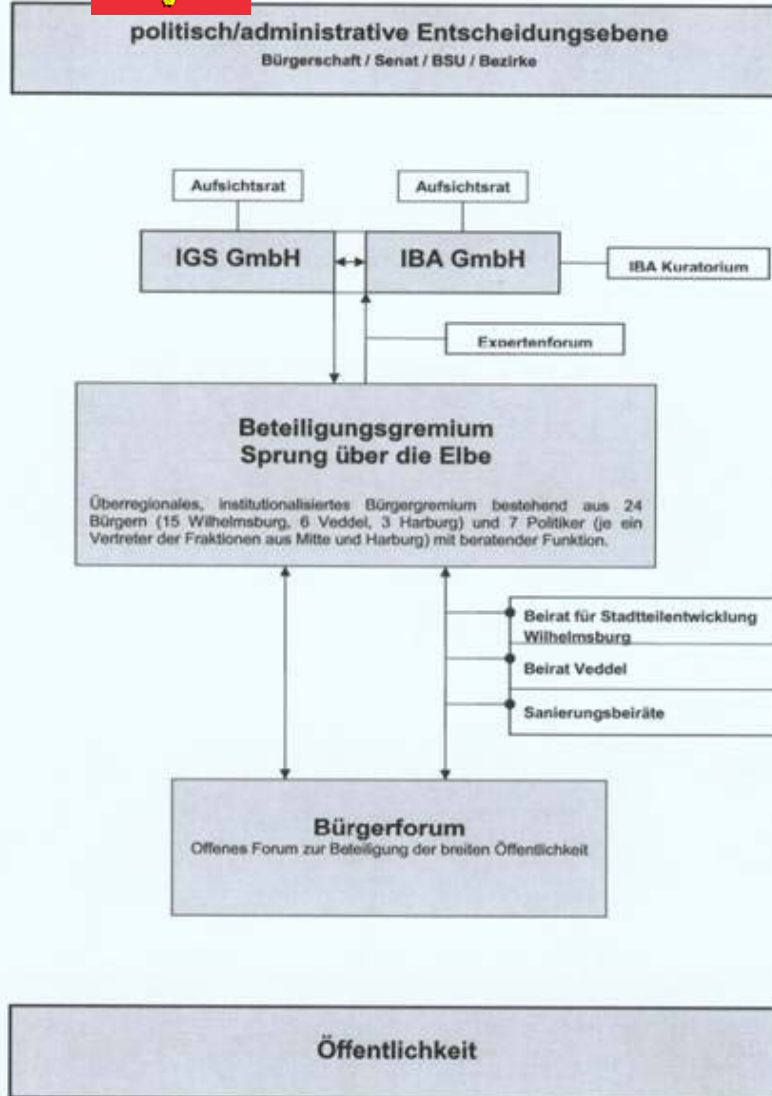 politisch/administrative Entscheidungsebene
Bürgerschaft / Senat / BSU / Bezirke
Aufsichtsrat
Aufsichtsrat
IGS GmbH
IBA GmbH
IBA Kuratorium
Expertenforum
Beteiligungsgremium
Sprung über die Elbe
Überregionales, institutionalisiertes Bürgergremium bestehend aus 24
Bürgern (15 Wilhelmsburg, 6 Veddel, 3 Harburg) und 7 Politiker (je ein
Vertreter der Fraktionen aus Mitte und Harburg) mit beratender Funktion.
Beirat für Stadtteilentwicklung
Wilhelmsburg
Beirat Veddel
Sanierungsbeiräte
Bürgerforum
Offenes Forum zur Beteiligung der breiten Öffentlichkeit
Öffentlichkeit